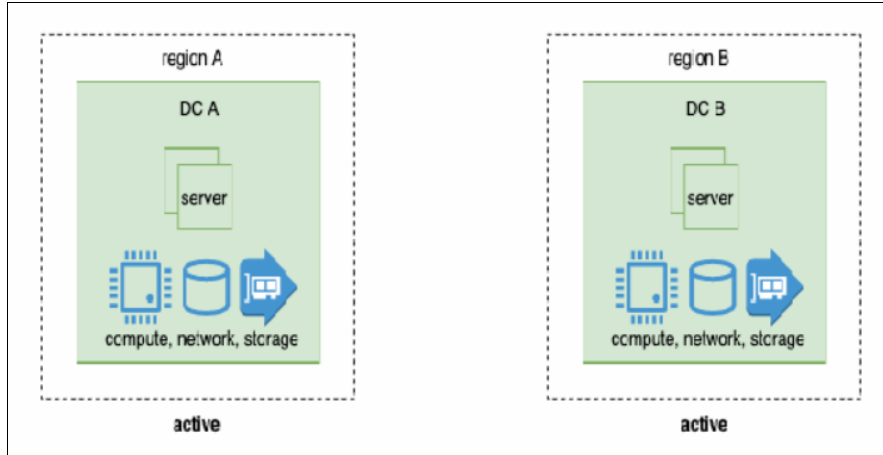 region A
DC A
server
compute, network, storage
active
region B
DC B
server
compute, network, storage
active